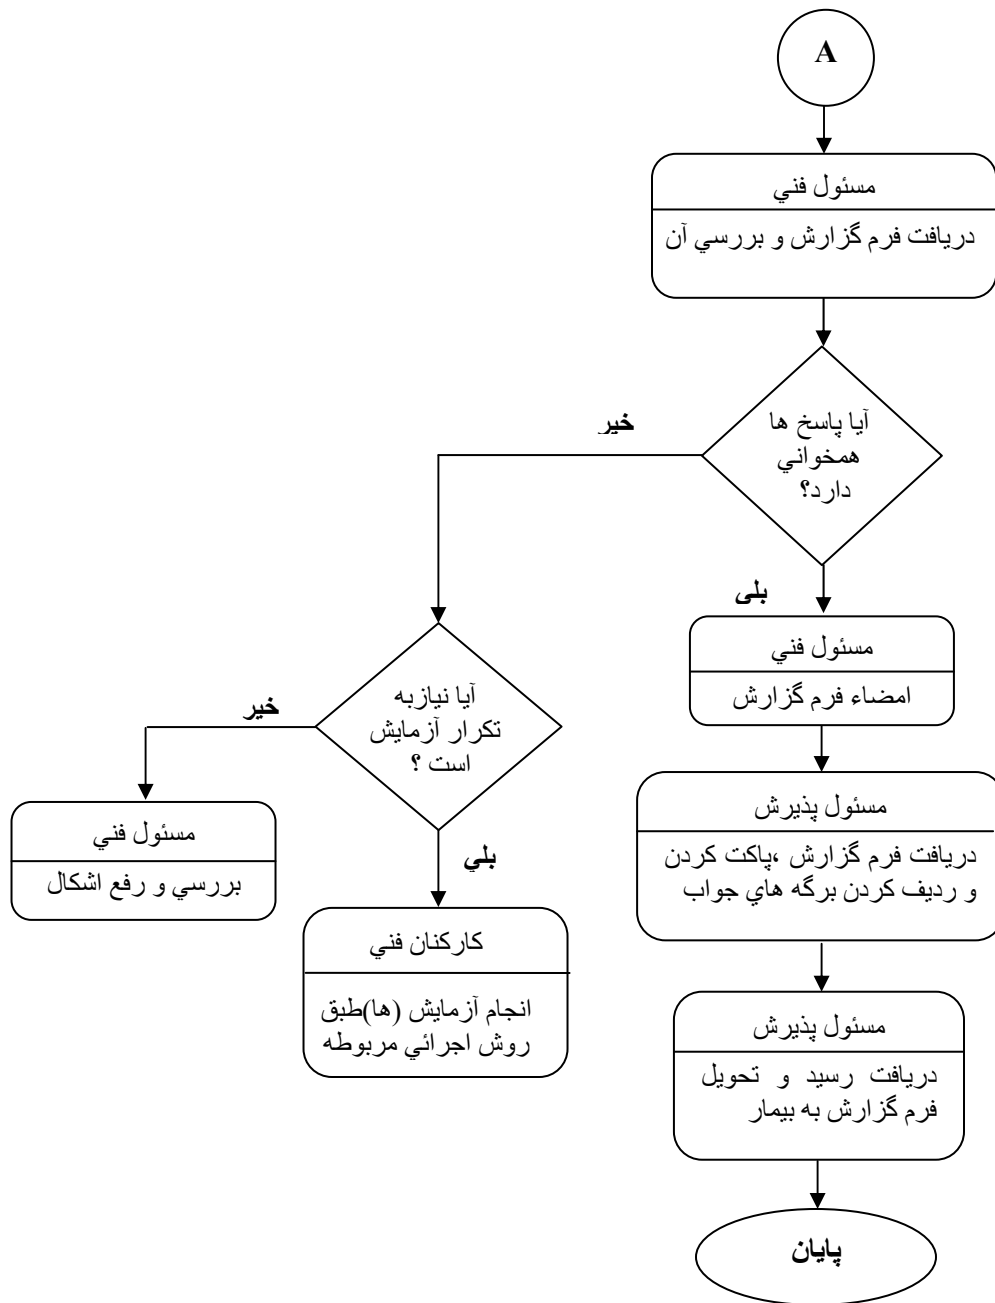 A
مسئول فني
دريافت فرم گزارش و بررسي آن
آيا پاسخ ها
همخواني
دارد؟
خير
بلی
مسئول فني
امضاء فرم گزارش
آيا نيازبه
تكرار آزمايش
است ؟
خير
بلي
مسئول فني
بررسي و رفع اشكال
كاركنان فني
انجام آزمايش (ها)طبق
روش اجرائي مربوطه
مسئول پذيرش
دريافت فرم گزارش ،پاكت كردن
و رديف كردن برگه هاي جواب
مسئول پذيرش
دريافت رسيد و تحويل
فرم گزارش به بيمار
پايان